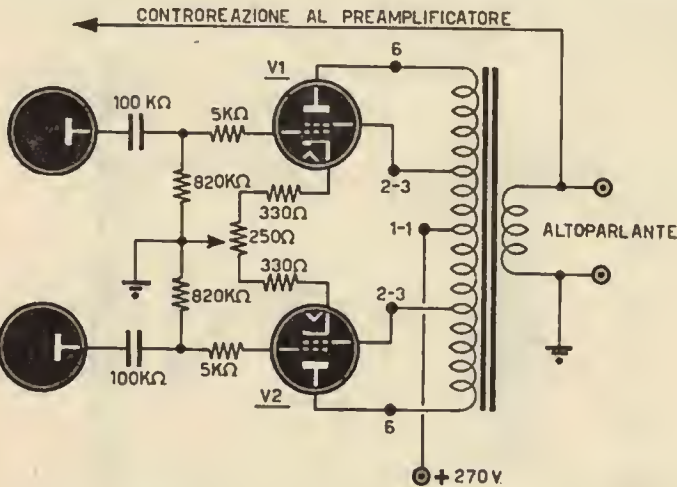 CONTROREAZIONE AL PREAMPLIFICATORE
6
V1
100 KΩ
5KΩ
2-3
820KΩ
330Ω
1-1
250Ω
ALTOPARLANTE
330Ω
2-3
820KΩ
100KΩ
5KΩ
V2
6
+ 270 V.